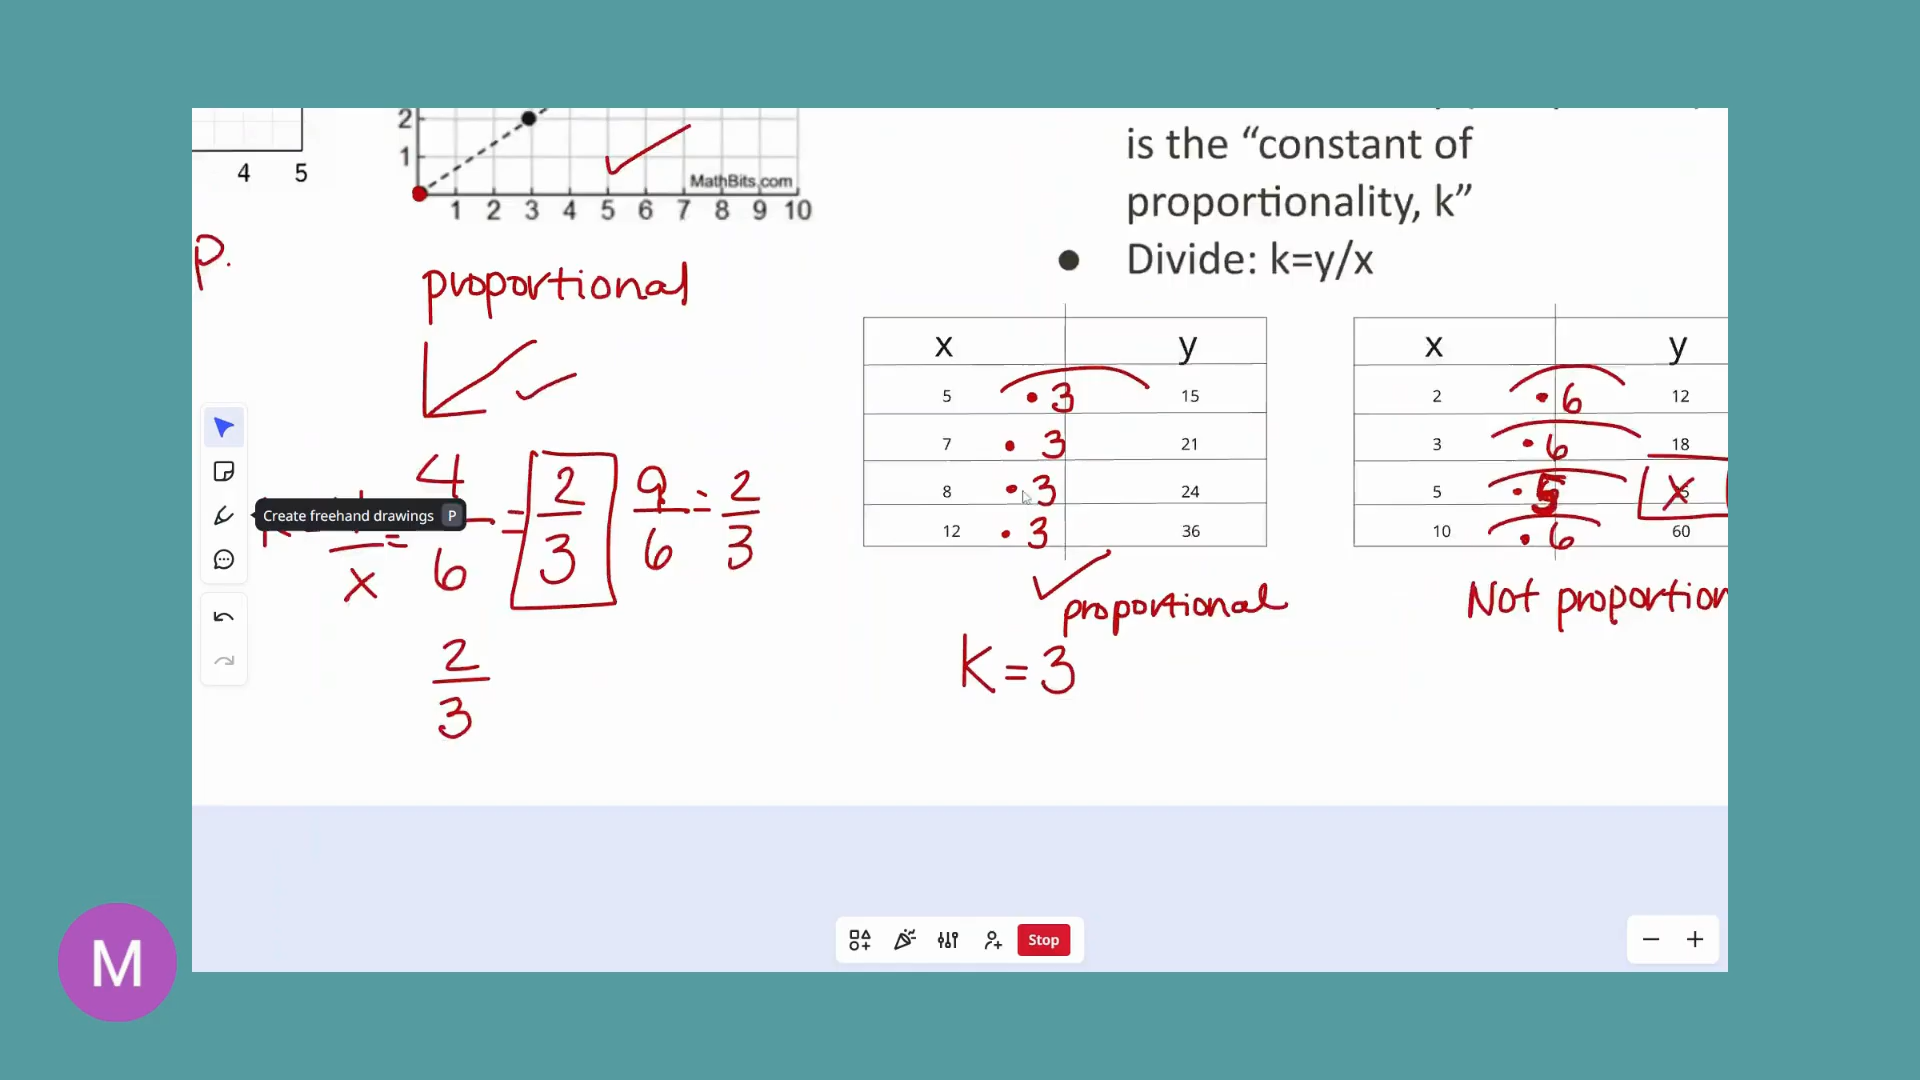 2
1
MathBits.com
4 5
1 2 3 4 5 6 7 8 9 10
p.
proportional
4/6 = 2/3 9/6 = 2/3
x
2/3
Create freehand drawings P
is the “constant of
proportionality, k”
● Divide: k=y/x
x y
5 • 3 15
7 • 3 21
8 • 3 24
12 • 3 36
proportional
k = 3
x y
2 • 6 12
3 • 6 18
5 • 5 x
10 • 6 60
Not proportion
Stop
M